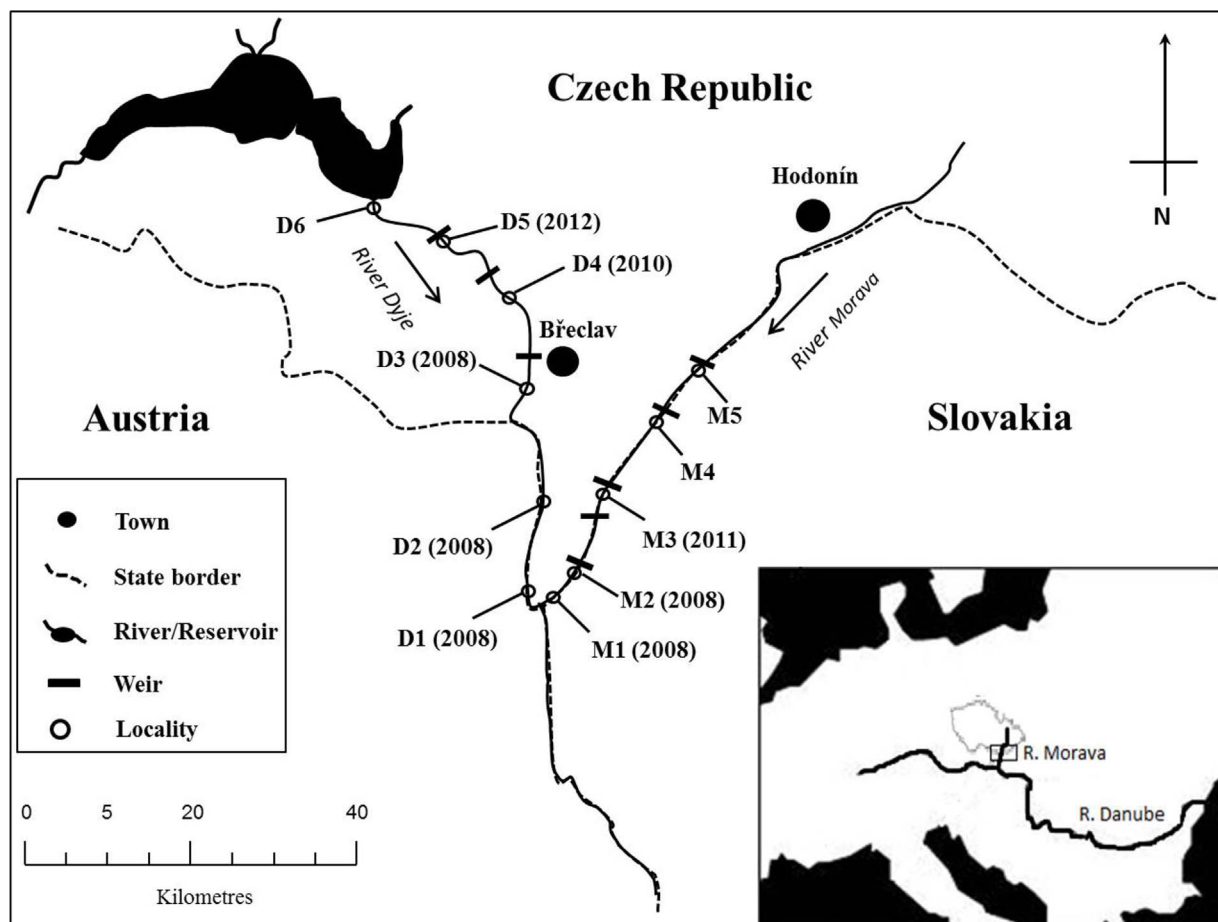 Czech Republic
Hodonín
N
D6
D5 (2012)
D4 (2010)
River Dyje
River Morava
Břeclav
D3 (2008)
Austria
Slovakia
M5
M4
D2 (2008)
M3 (2011)
M2 (2008)
D1 (2008)
M1 (2008)
Town
State border
River/Reservoir
Weir
Locality
0 5 20 40
Kilometres
R. Morava
R. Danube